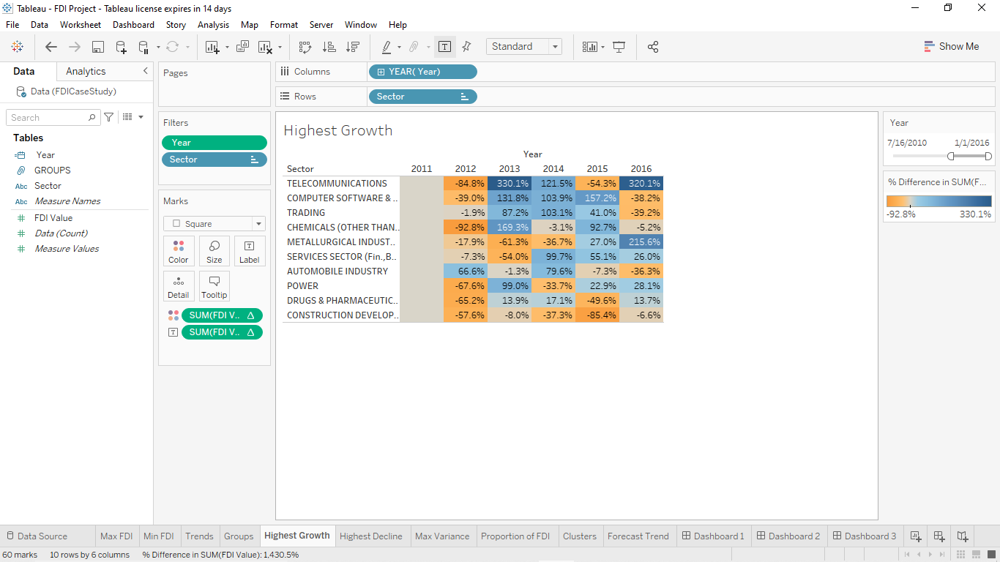 Tableau - FDI Project - Tableau license expires in 14 days
File Data Worksheet Dashboard Story Analysis Map Format Server Window Help
Standard
Show Me
Data Analytics
Data (FDICaseStudy)
Search
Tables
Year
GROUPS
Abc Sector
Abc Measure Names
FDI Value
Data (Count)
Measure Values
Pages
Filters
Year
Sector
Marks
Square
Color Size Label
Detail Tooltip
SUM(FDI V..
SUM(FDI V..
Columns YEAR( Year)
Rows Sector
Highest Growth
Year
Sector 2011 2012 2013 2014 2015 2016
TELECOMMUNICATIONS -84.8% 330.1% 121.5% -54.3% 320.1%
COMPUTER SOFTWARE & .. -39.0% 131.8% 103.9% 157.2% -38.2%
TRADING -1.9% 87.2% 103.1% 41.0% -39.2%
CHEMICALS (OTHER THAN.. -92.8% 169.3% -3.1% 92.7% -5.2%
METALLURGICAL INDUST.. -17.9% -61.3% -36.7% 27.0% 215.6%
SERVICES SECTOR (Fin.,B.. -7.3% -54.0% 99.7% 55.1% 26.0%
AUTOMOBILE INDUSTRY 66.6% -1.3% 79.6% -7.3% -36.3%
POWER -67.6% 99.0% -33.7% 22.9% 28.1%
DRUGS & PHARMACEUTIC.. -65.2% 13.9% 17.1% -49.6% 13.7%
CONSTRUCTION DEVELOP.. -57.6% -8.0% -37.3% -85.4% -6.6%
Year
7/16/2010 1/1/2016
% Difference in SUM(F...
-92.8% 330.1%
Data Source Max FDI Min FDI Trends Groups Highest Growth Highest Decline Max Variance Proportion of FDI Clusters Forecast Trend Dashboard 1 Dashboard 2 Dashboard 3
60 marks 10 rows by 6 columns % Difference in SUM(FDI Value): 1,430.5%